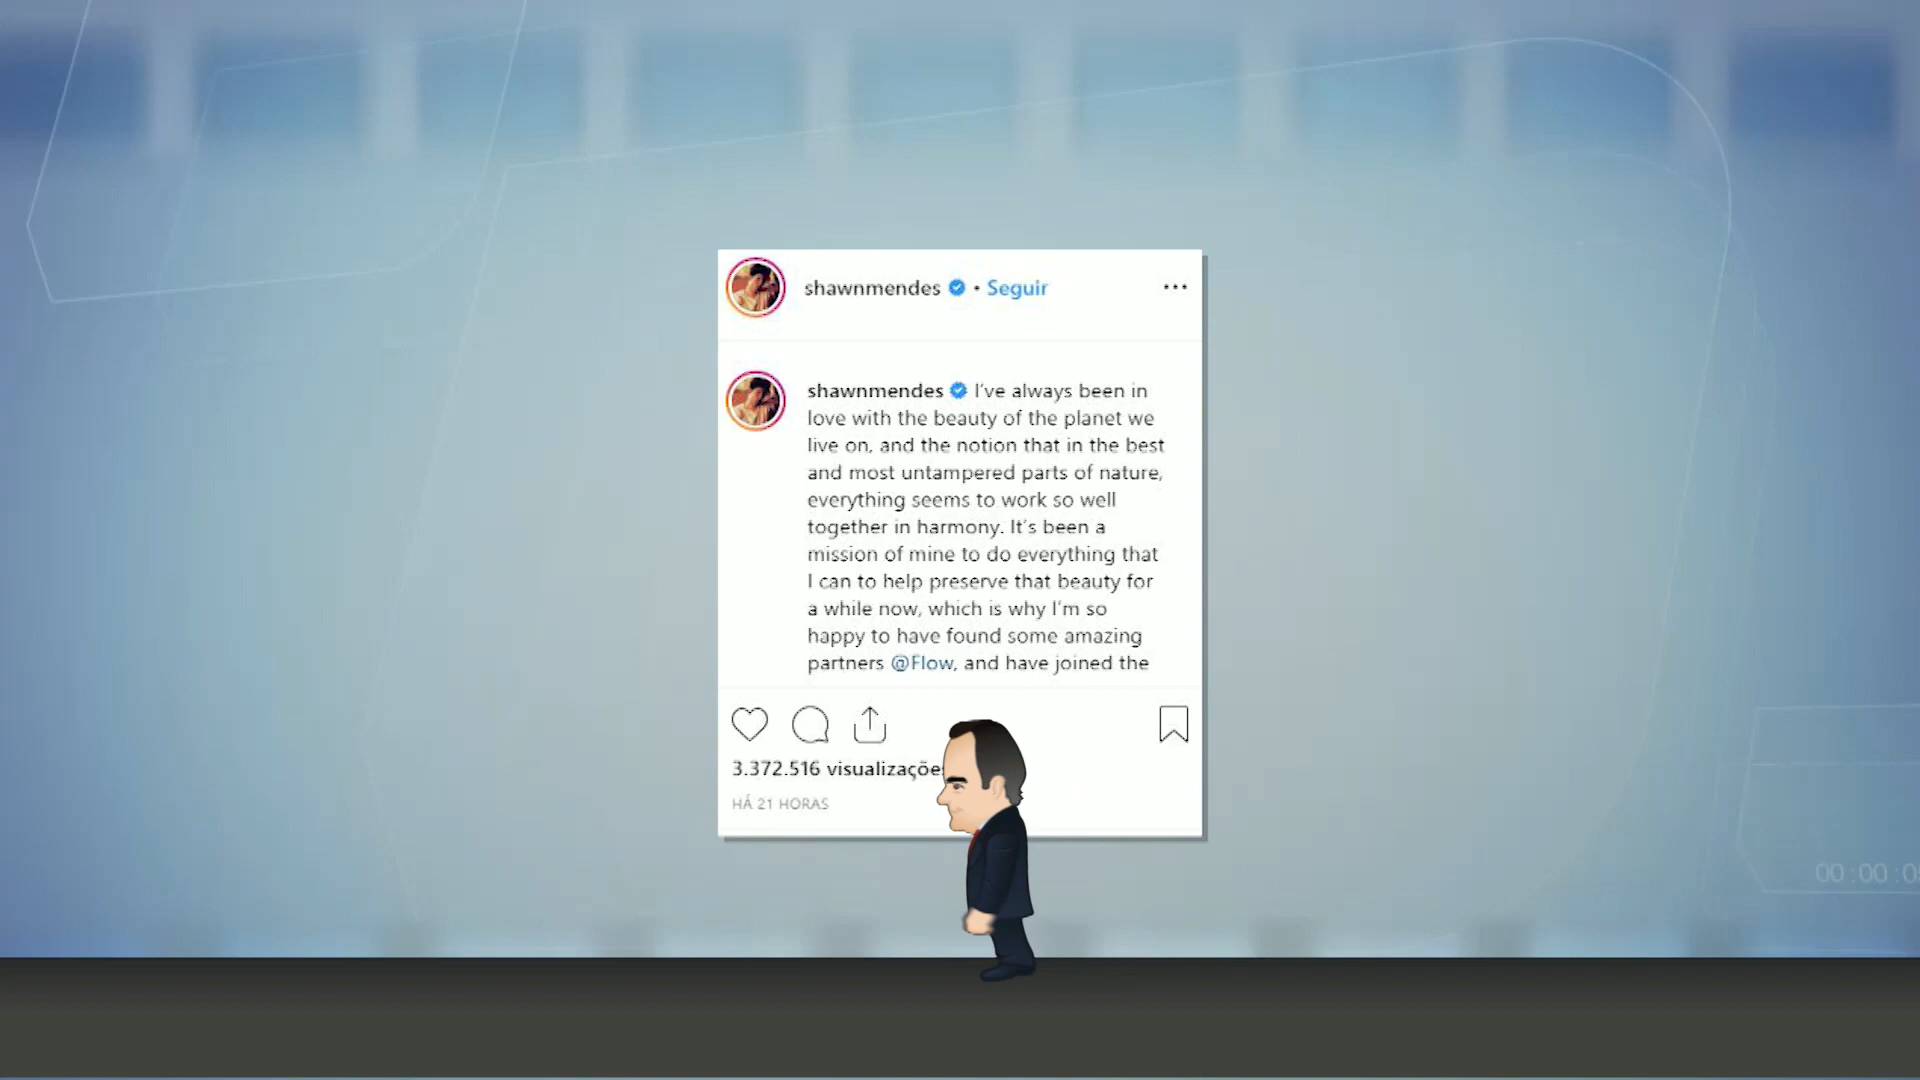 shawnmendes • Seguir
shawnmendes I've always been in
love with the beauty of the planet we
live on, and the notion that in the best
and most untampered parts of nature,
everything seems to work so well
together in harmony. It's been a
mission of mine to do everything that
I can to help preserve that beauty for
a while now, which is why I'm so
happy to have found some amazing
partners @Flow, and have joined the
3.372.516 visualizações
HÁ 21 HORAS
00:00:0